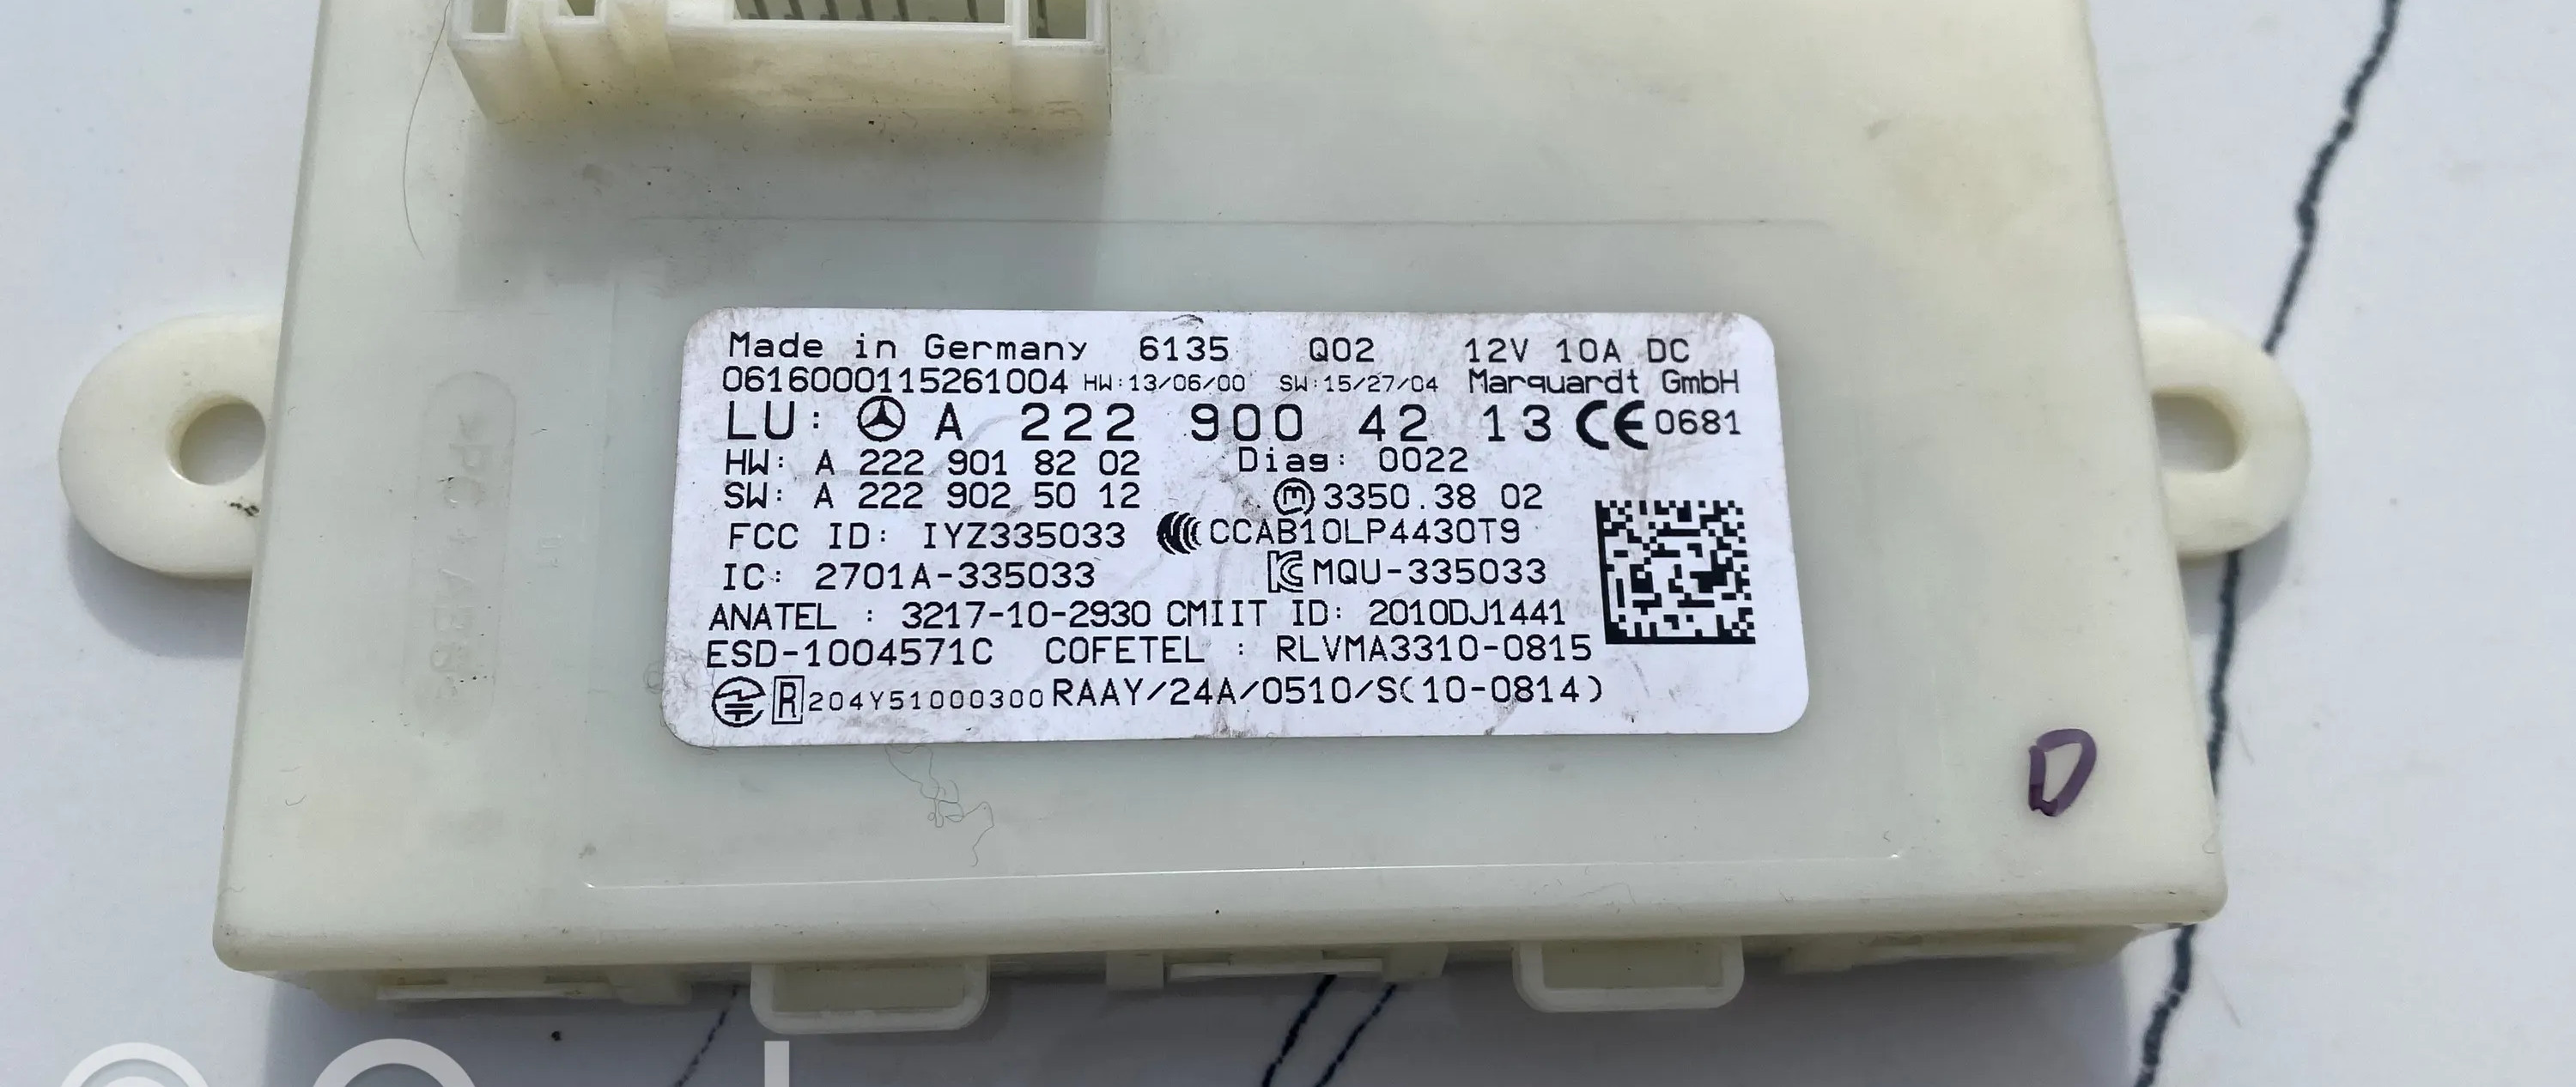 Made in Germany 6135 Q02 12V 10A DC
0616000115261004 HW:13/06/00 SW:15/27/04 Marquardt GmbH
LU: A 222 900 42 13 CE 0681
HW: A 222 901 82 02 Diag: 0022
SW: A 222 902 50 12 m 3350.38 02
FCC ID: IYZ335033 CCAB10LP4430T9
IC: 2701A-335033 KC MQU-335033
ANATEL : 3217-10-2930 CMIIT ID: 2010DJ1441
ESD-1004571C COFETEL : RLVMA3310-0815
R 204Y51000300 RAAY/24A/0510/S(10-0814)
D